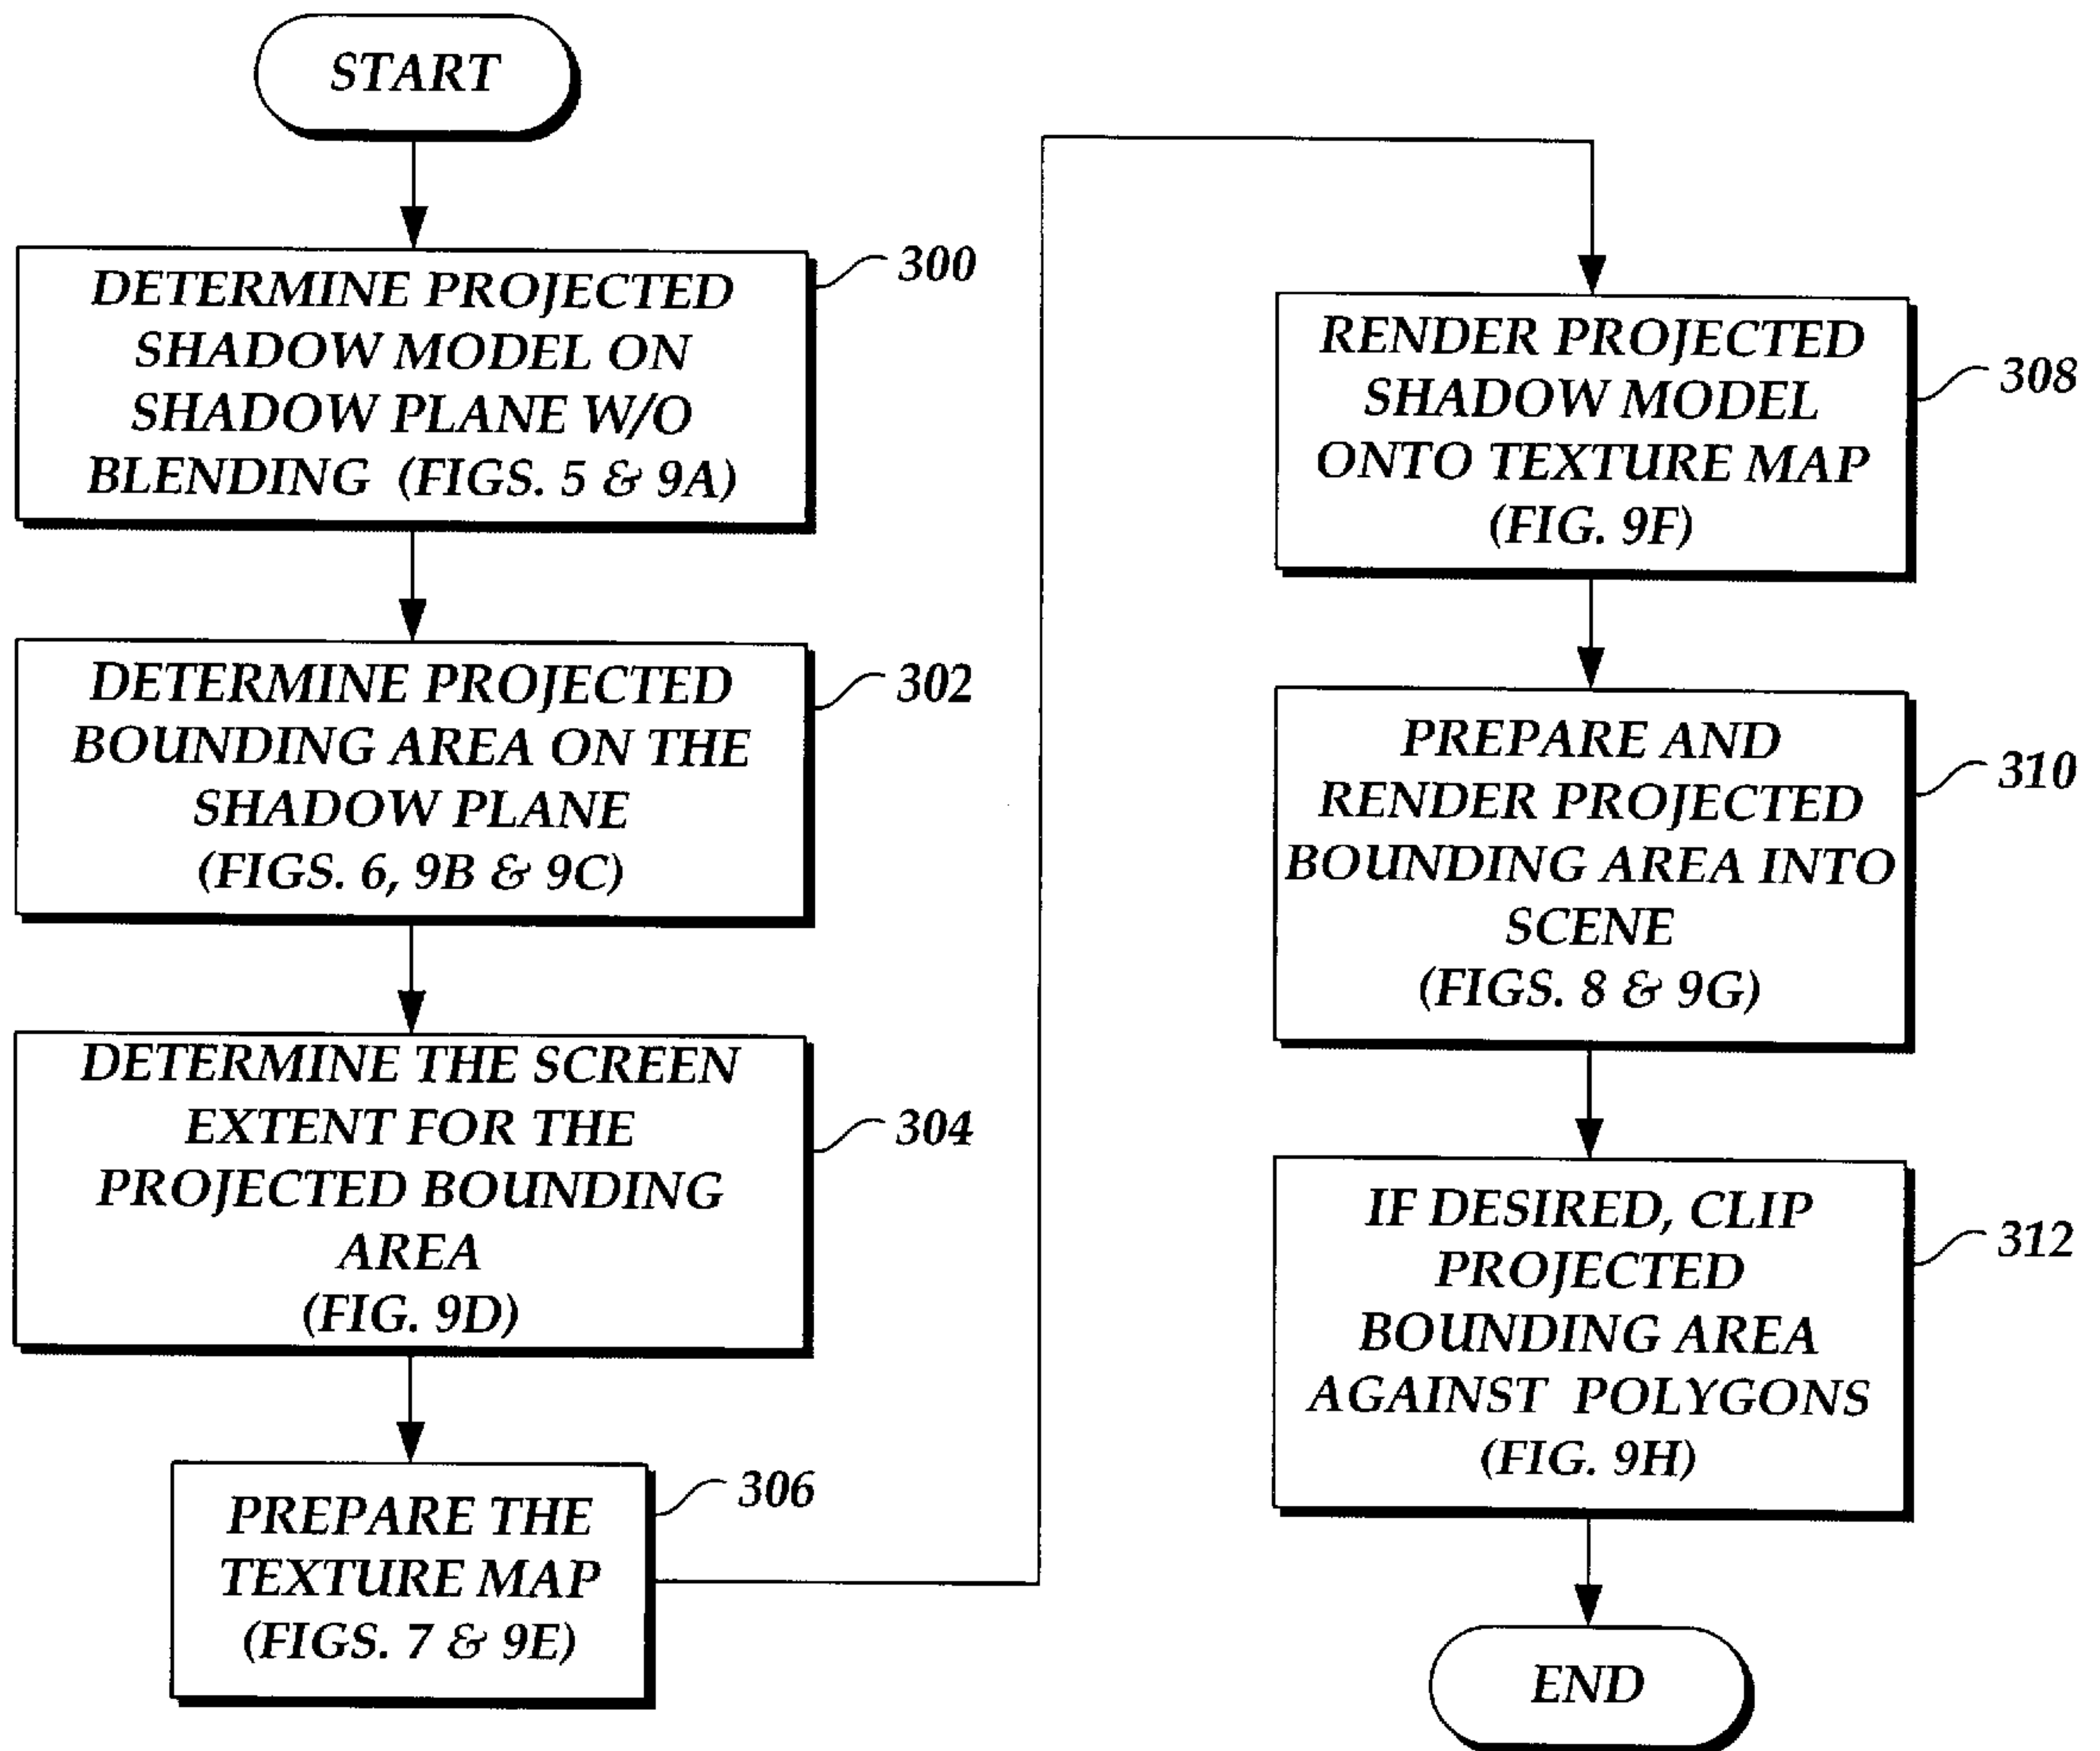 START
DETERMINE PROJECTED
SHADOW MODEL ON
SHADOW PLANE W/O
BLENDING (FIGS. 5 & 9A)
300
DETERMINE PROJECTED
BOUNDING AREA ON THE
SHADOW PLANE
(FIGS. 6, 9B & 9C)
302
DETERMINE THE SCREEN
EXTENT FOR THE
PROJECTED BOUNDING
AREA
(FIG. 9D)
304
PREPARE THE
TEXTURE MAP
(FIGS. 7 & 9E)
306
RENDER PROJECTED
SHADOW MODEL
ONTO TEXTURE MAP
(FIG. 9F)
308
PREPARE AND
RENDER PROJECTED
BOUNDING AREA INTO
SCENE
(FIGS. 8 & 9G)
310
IF DESIRED, CLIP
PROJECTED
BOUNDING AREA
AGAINST POLYGONS
(FIG. 9H)
312
END